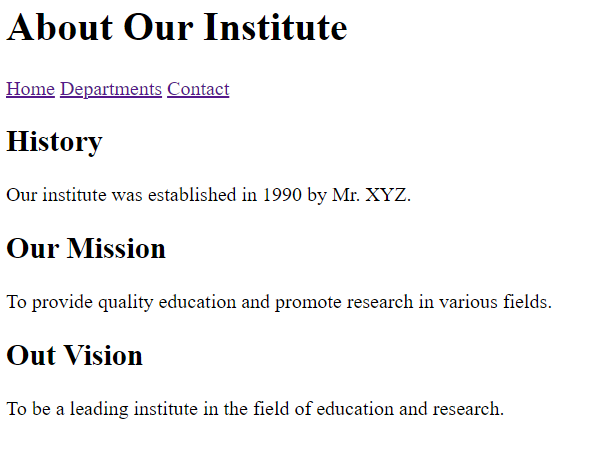 About Our Institute
Home Departments Contact
History
Our institute was established in 1990 by Mr. XYZ.
Our Mission
To provide quality education and promote research in various fields.
Out Vision
To be a leading institute in the field of education and research.